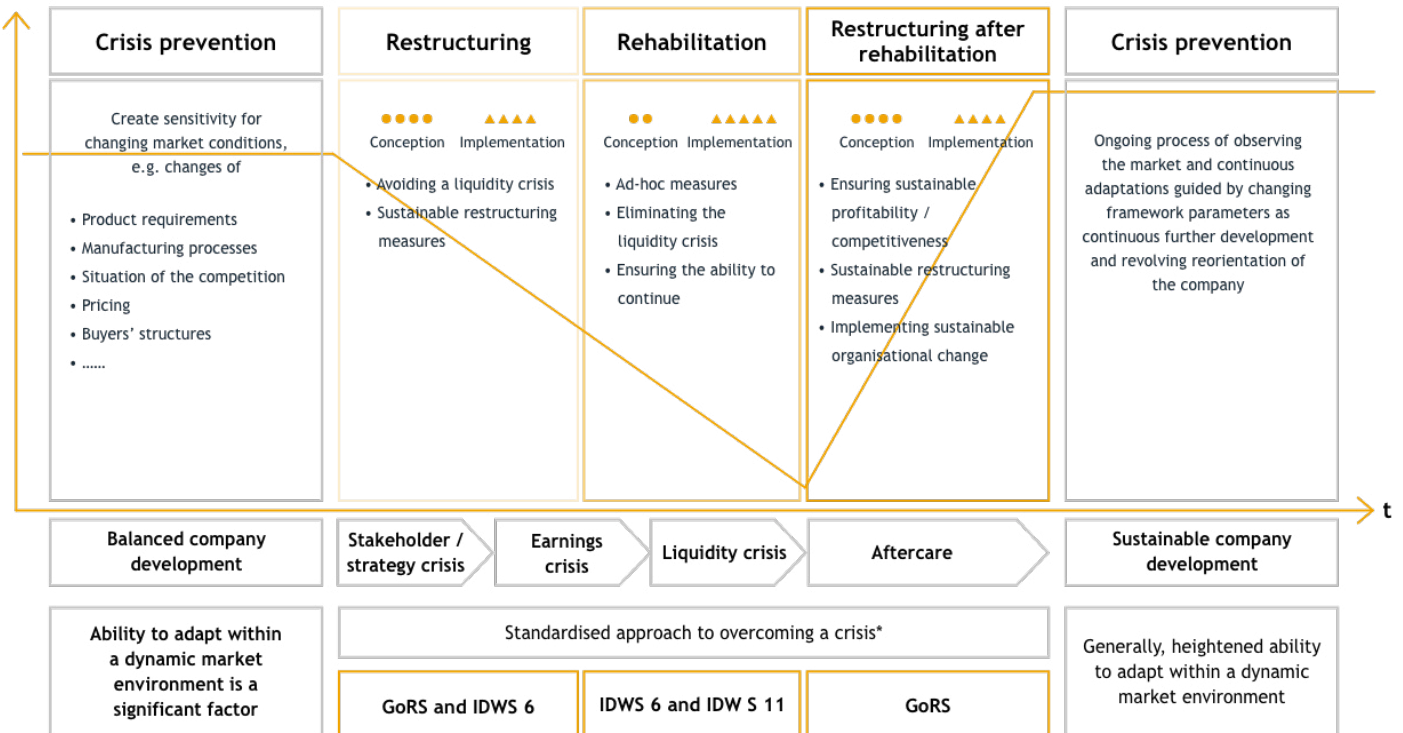 Crisis prevention
Restructuring
Rehabilitation
Restructuring after
rehabilitation
Crisis prevention
Create sensitivity for
changing market conditions,
e.g. changes of
• Product requirements
• Manufacturing processes
• Situation of the competition
• Pricing
• Buyers’ structures
• ......
Conception Implementation
• Avoiding a liquidity crisis
• Sustainable restructuring
measures
Conception Implementation
• Ad-hoc measures
• Eliminating the
liquidity crisis
• Ensuring the ability to
continue
Conception Implementation
• Ensuring sustainable
profitability /
competitiveness
• Sustainable restructuring
measures
• Implementing sustainable
organisational change
Ongoing process of observing
the market and continuous
adaptations guided by changing
framework parameters as
continuous further development
and revolving reorientation of
the company
t
Balanced company
development
Stakeholder /
strategy crisis
Earnings
crisis
Liquidity crisis
Aftercare
Sustainable company
development
Ability to adapt within
a dynamic market
environment is a
significant factor
Standardised approach to overcoming a crisis*
GoRS and IDWS 6
IDWS 6 and IDW S 11
GoRS
Generally, heightened ability
to adapt within a dynamic
market environment